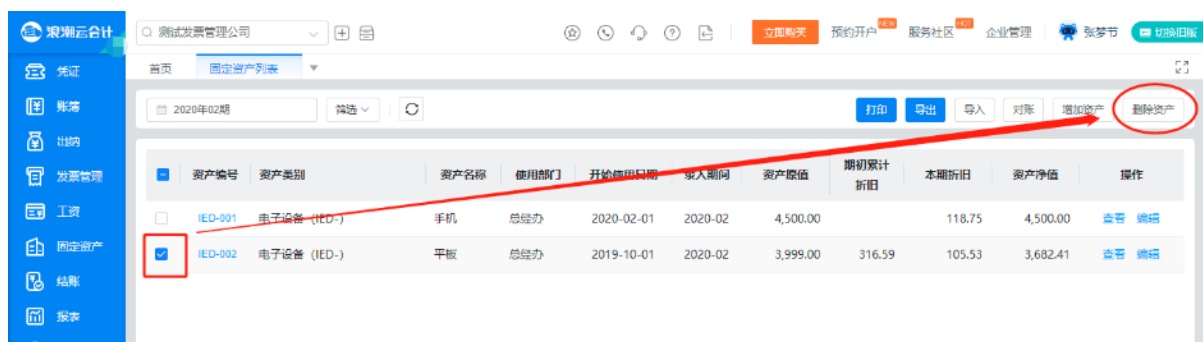 浪潮云会计
测试发票管理公司
立即购买
预约开户
NEW
服务社区
HOT
企业管理
张梦节
切换旧版
凭证
首页
固定资产列表
账簿
2020年02期
筛选
打印
导出
导入
对账
增加资产
删除资产
出纳
发票管理
资产编号
资产类别
资产名称
使用部门
开始使用日期
录入期间
资产原值
期初累计
折旧
本期折旧
资产净值
操作
工资
IED-001
电子设备 (IED-)
手机
总经办
2020-02-01
2020-02
4,500.00
118.75
4,500.00
查看 编辑
固定资产
IED-002
电子设备 (IED-)
平板
总经办
2019-10-01
2020-02
3,999.00
316.59
105.53
3,682.41
查看 编辑
结账
报表